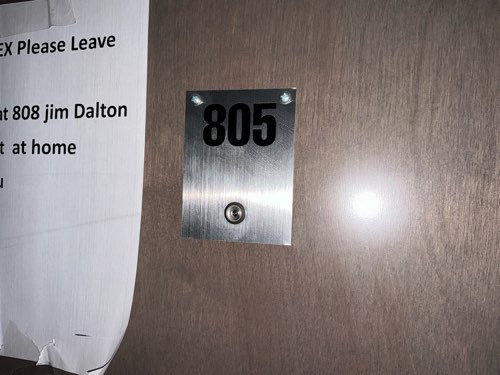 EX Please Leave
at 808 jim Dalton
t at home
u
805